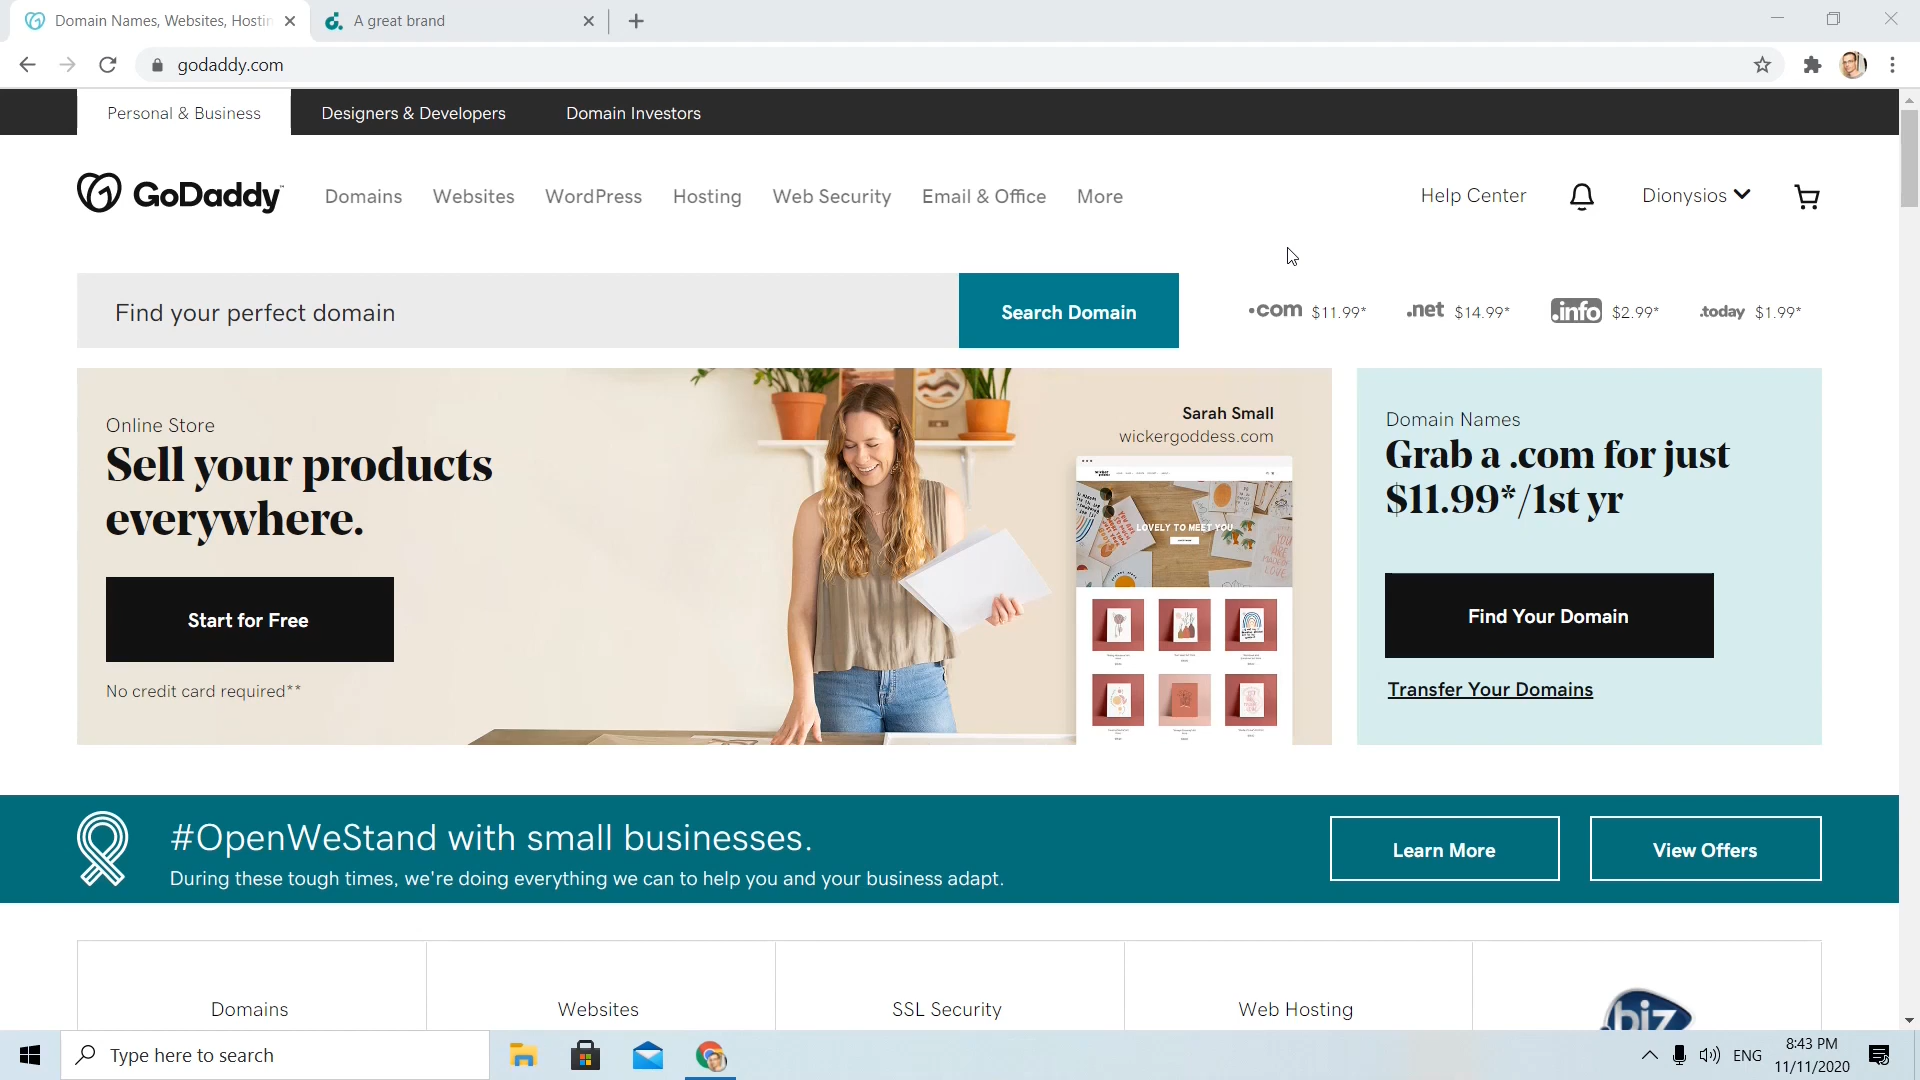 Domain Names, Websites, Hostin
A great brand
godaddy.com
Personal & Business
Designers & Developers
Domain Investors
GoDaddy
Domains
Websites
WordPress
Hosting
Web Security
Email & Office
More
Help Center
Dionysios
Find your perfect domain
Search Domain
.com $11.99*
.net $14.99*
.info $2.99*
.today $1.99*
Online Store
Sell your products
everywhere.
Start for Free
No credit card required**
Sarah Small
wickergoddess.com
LOVELY TO MEET YOU
Domain Names
Grab a .com for just
$11.99*/1st yr
Find Your Domain
Transfer Your Domains
#OpenWeStand with small businesses.
During these tough times, we're doing everything we can to help you and your business adapt.
Learn More
View Offers
Domains
Websites
SSL Security
Web Hosting
biz
Type here to search
ENG
8:43 PM
11/11/2020